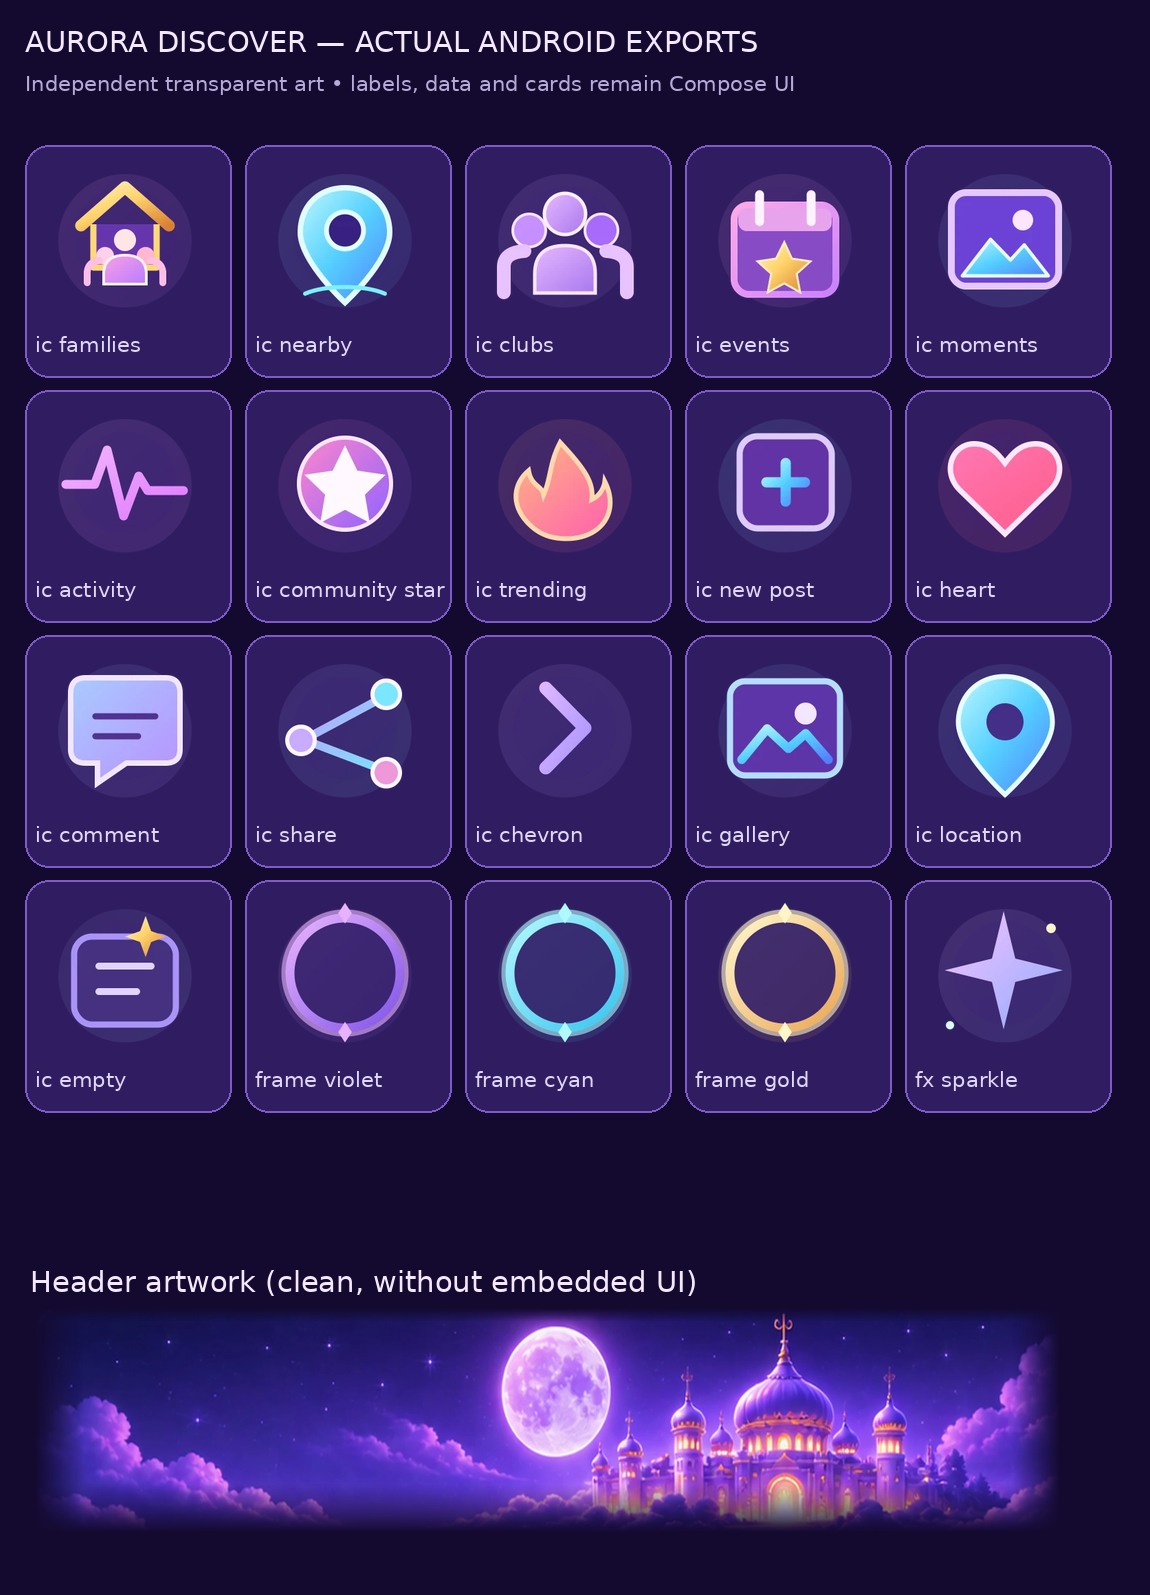 AURORA DISCOVER — ACTUAL ANDROID EXPORTS
Independent transparent art • labels, data and cards remain Compose UI
ic families
ic nearby
ic clubs
ic events
ic moments
ic activity
ic community star
ic trending
ic new post
ic heart
ic comment
ic share
ic chevron
ic gallery
ic location
ic empty
frame violet
frame cyan
frame gold
fx sparkle
Header artwork (clean, without embedded UI)